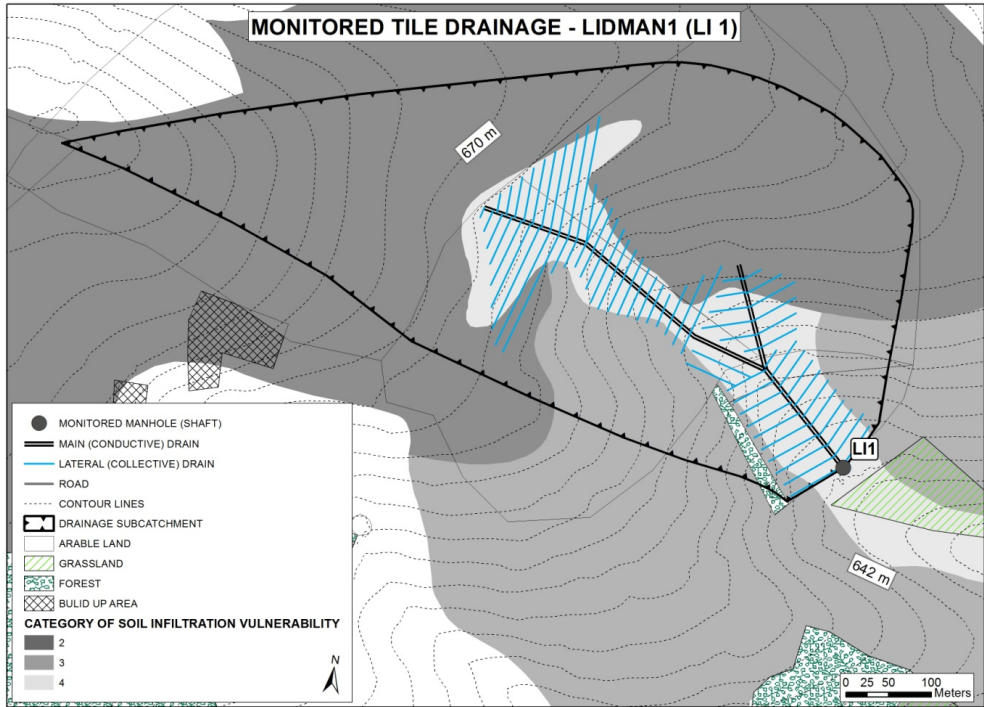 MONITORED TILE DRAINAGE - LIDMAN1 (LI 1)
670 m
LI1
642 m
MONITORED MANHOLE (SHAFT)
MAIN (CONDUCTIVE) DRAIN
LATERAL (COLLECTIVE) DRAIN
ROAD
CONTOUR LINES
DRAINAGE SUBCATCHMENT
ARABLE LAND
GRASSLAND
FOREST
BULID UP AREA
CATEGORY OF SOIL INFILTRATION VULNERABILITY
2
3
4
N
0 25 50 100
Meters